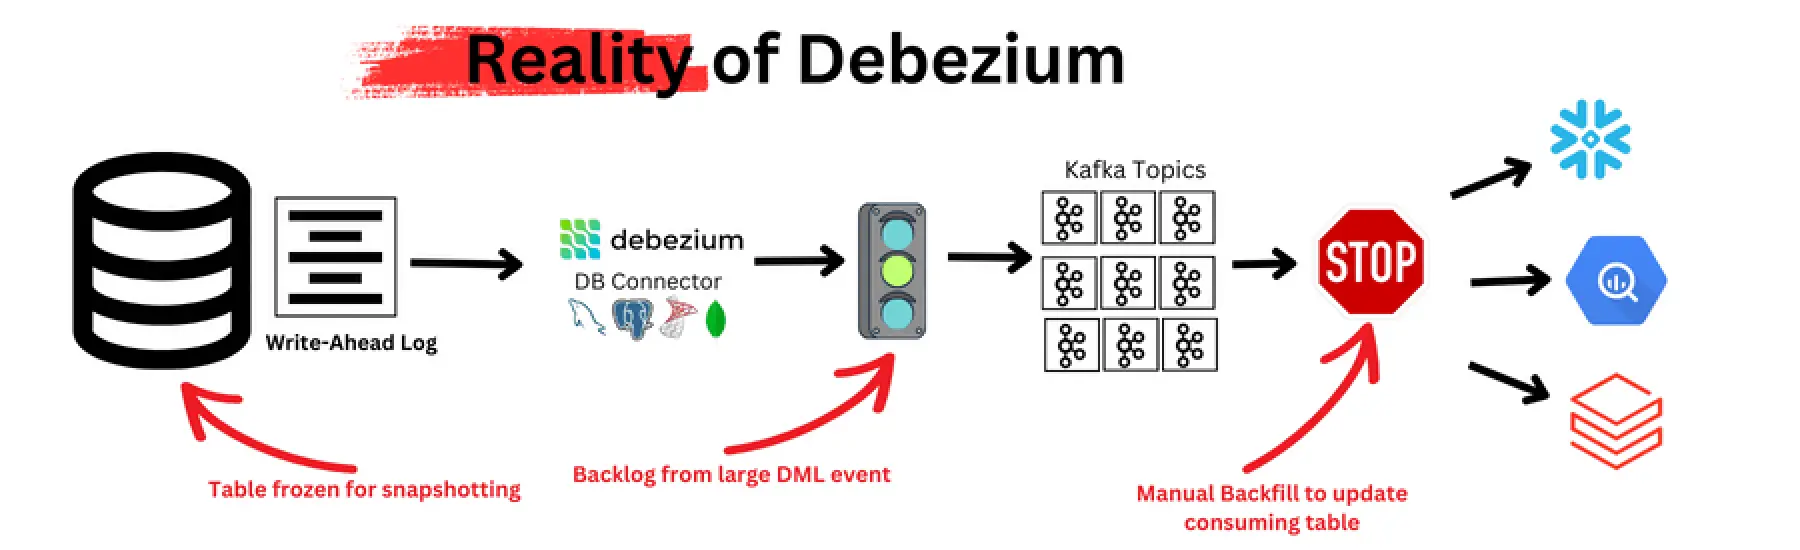 Reality of Debezium
Write-Ahead Log
debezium
DB Connector
Kafka Topics
STOP
Table frozen for snapshotting
Backlog from large DML event
Manual Backfill to update
consuming table